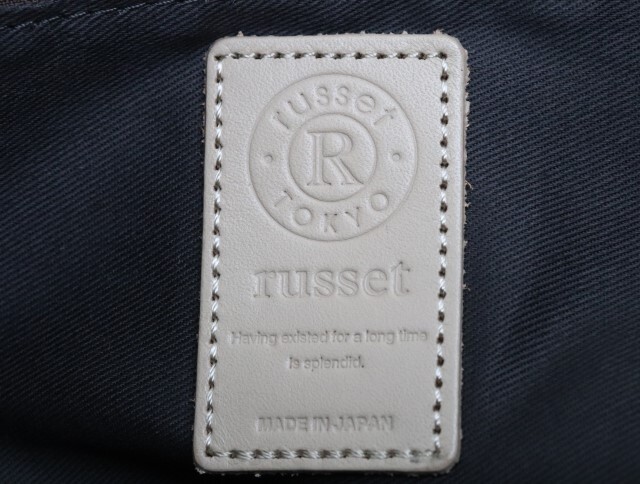 russet
R
TOKYO
russet
Having existed for a long time
is splendid.
MADE IN JAPAN